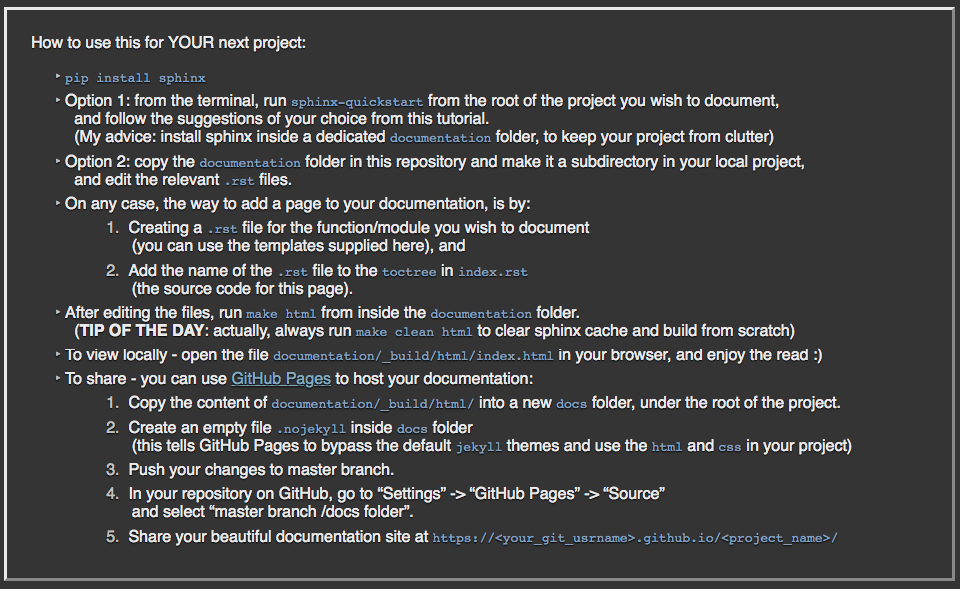 How to use this for YOUR next project:
‣ pip install sphinx
‣ Option 1: from the terminal, run sphinx-quickstart from the root of the project you wish to document,
and follow the suggestions of your choice from this tutorial.
(My advice: install sphinx inside a dedicated documentation folder, to keep your project from clutter)
‣ Option 2: copy the documentation folder in this repository and make it a subdirectory in your local project,
and edit the relevant .rst files.
‣ On any case, the way to add a page to your documentation, is by:
1. Creating a .rst file for the function/module you wish to document
(you can use the templates supplied here), and
2. Add the name of the .rst file to the toctree in index.rst
(the source code for this page).
‣ After editing the files, run make html from inside the documentation folder.
(TIP OF THE DAY: actually, always run make clean html to clear sphinx cache and build from scratch)
‣ To view locally - open the file documentation/_build/html/index.html in your browser, and enjoy the read :)
‣ To share - you can use GitHub Pages to host your documentation:
1. Copy the content of documentation/_build/html/ into a new docs folder, under the root of the project.
2. Create an empty file .nojekyll inside docs folder
(this tells GitHub Pages to bypass the default jekyll themes and use the html and css in your project)
3. Push your changes to master branch.
4. In your repository on GitHub, go to “Settings” -> “GitHub Pages” -> “Source”
and select “master branch /docs folder”.
5. Share your beautiful documentation site at https://<your_git_usrname>.github.io/<project_name>/